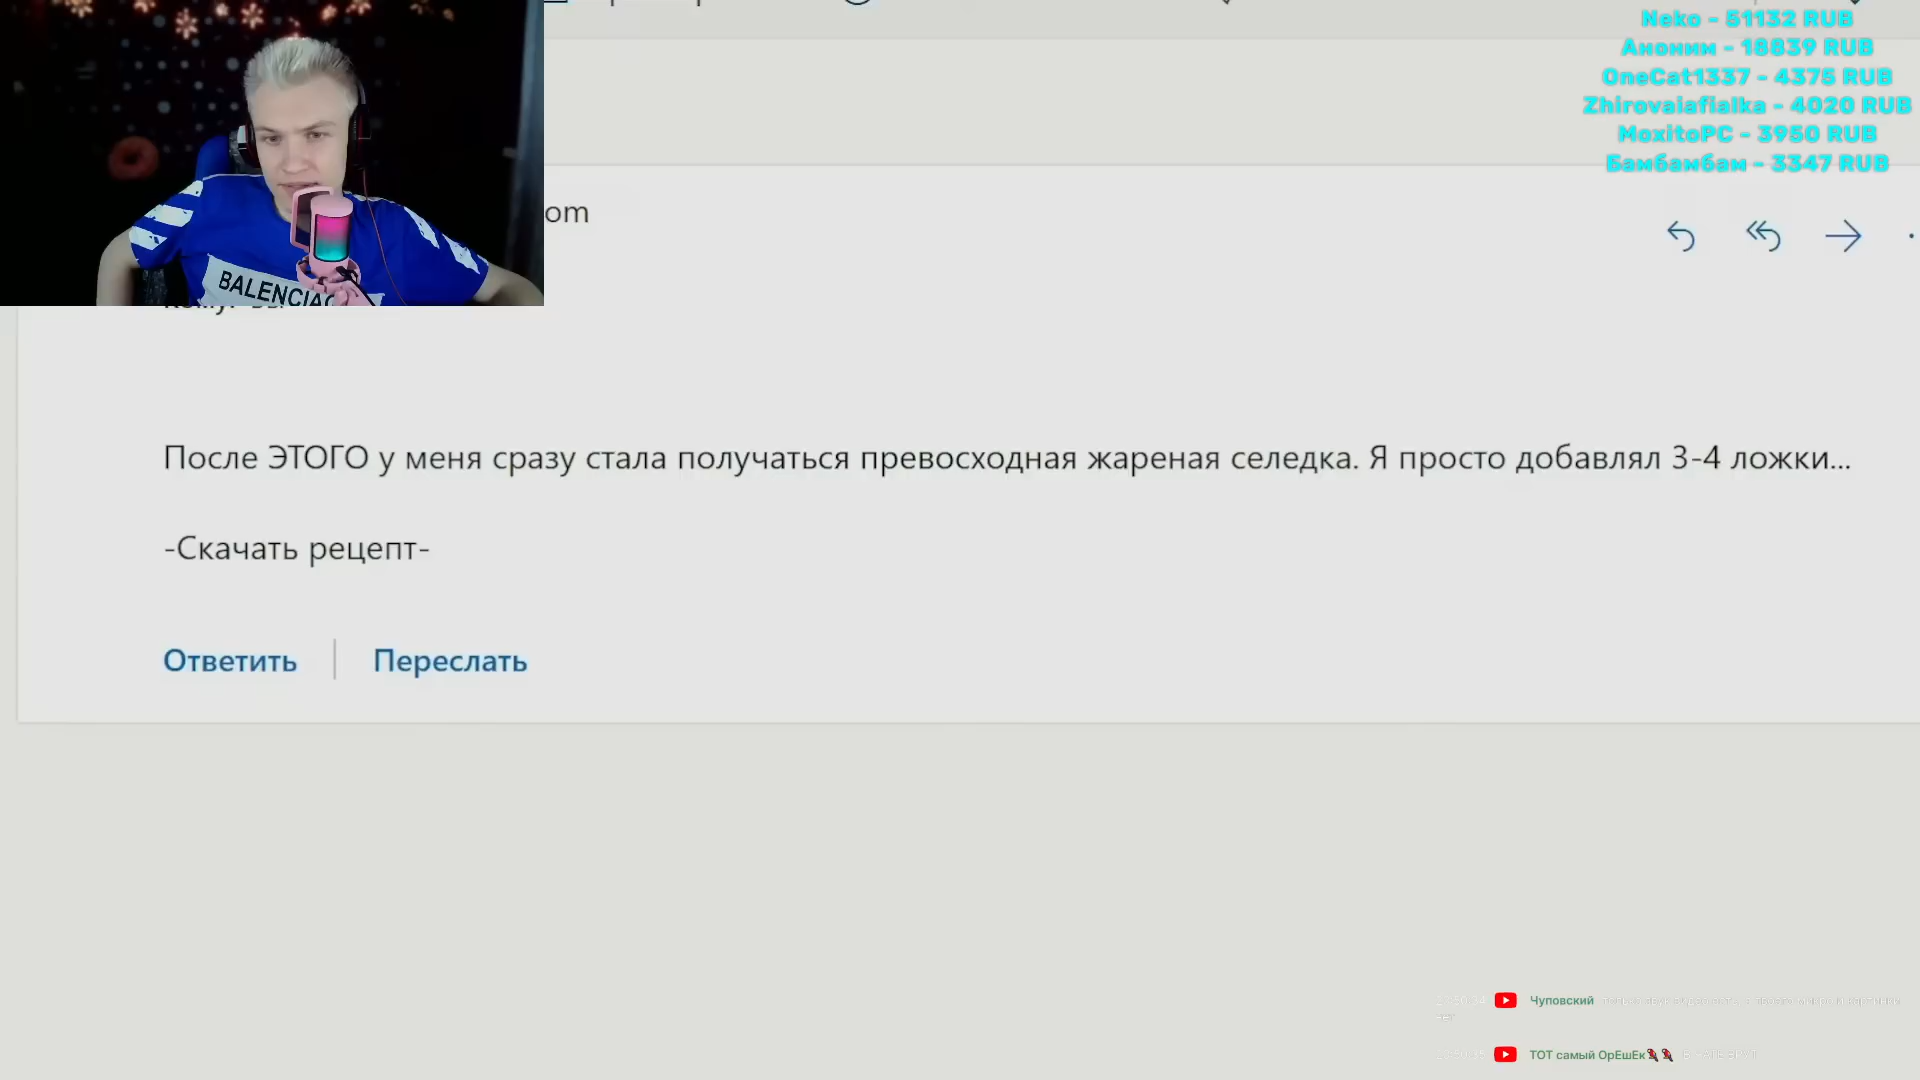 Neko - 51132 RUB
Аноним - 18839 RUB
OneCat1337 - 4375 RUB
Zhirovaiafialka - 4020 RUB
MoxitoPC - 3950 RUB
Бамбамбам - 3347 RUB
om
BALENCIAG
После ЭТОГО у меня сразу стала получаться превосходная жареная селедка. Я просто добавлял 3-4 ложки...
-Скачать рецепт-
Ответить
Переслать
Чуповский
ТОТ самый ОрЕшЕк